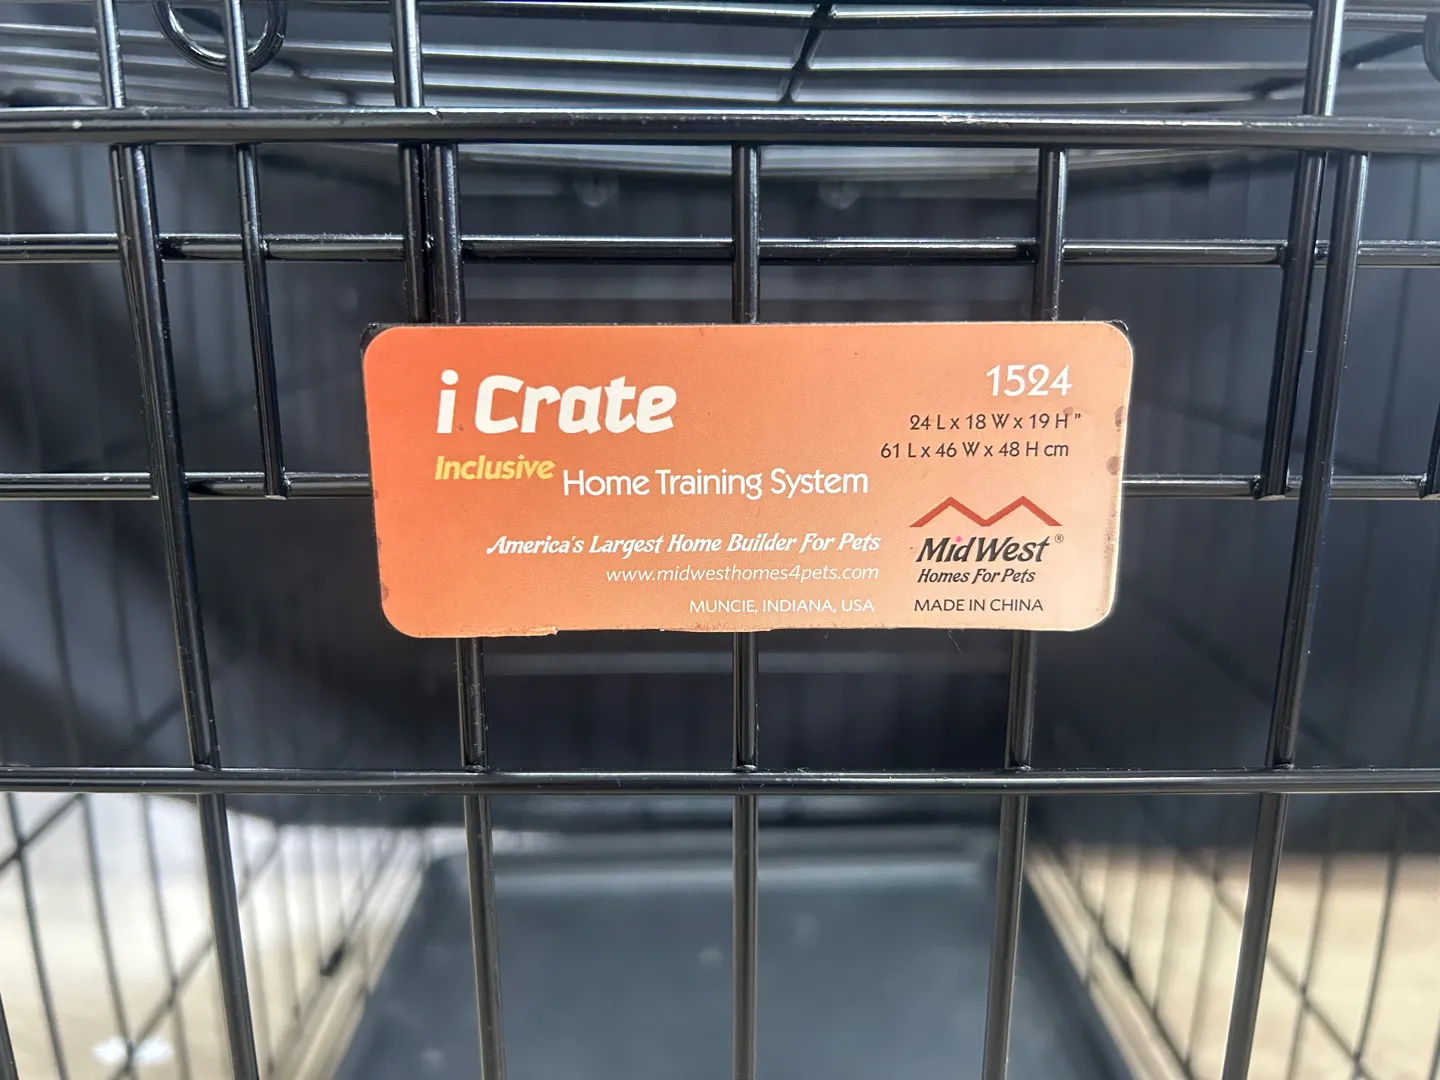 i Crate
1524
24 L x 18 W x 19 H "
61 L x 46 W x 48 H cm
Inclusive Home Training System
America's Largest Home Builder For Pets
www.midwesthomes4pets.com
MUNCIE, INDIANA, USA
MidWest®
Homes For Pets
MADE IN CHINA